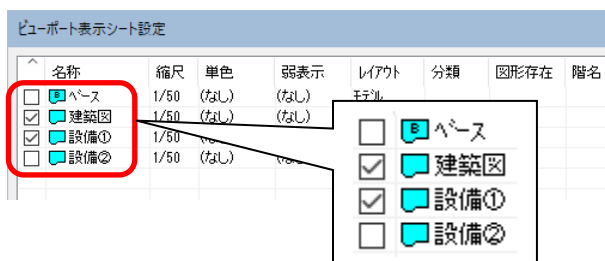 ビューポート表示シート設定
名称 縮尺 単色 弱表示 レイアウト 分類 図形存在 階名
B ベース 1/50 (なし) (なし) モデル
建築図 1/50 (なし) (なし)
設備① 1/50 (なし)
設備② 1/50 (なし)
B ベース
建築図
設備①
設備②